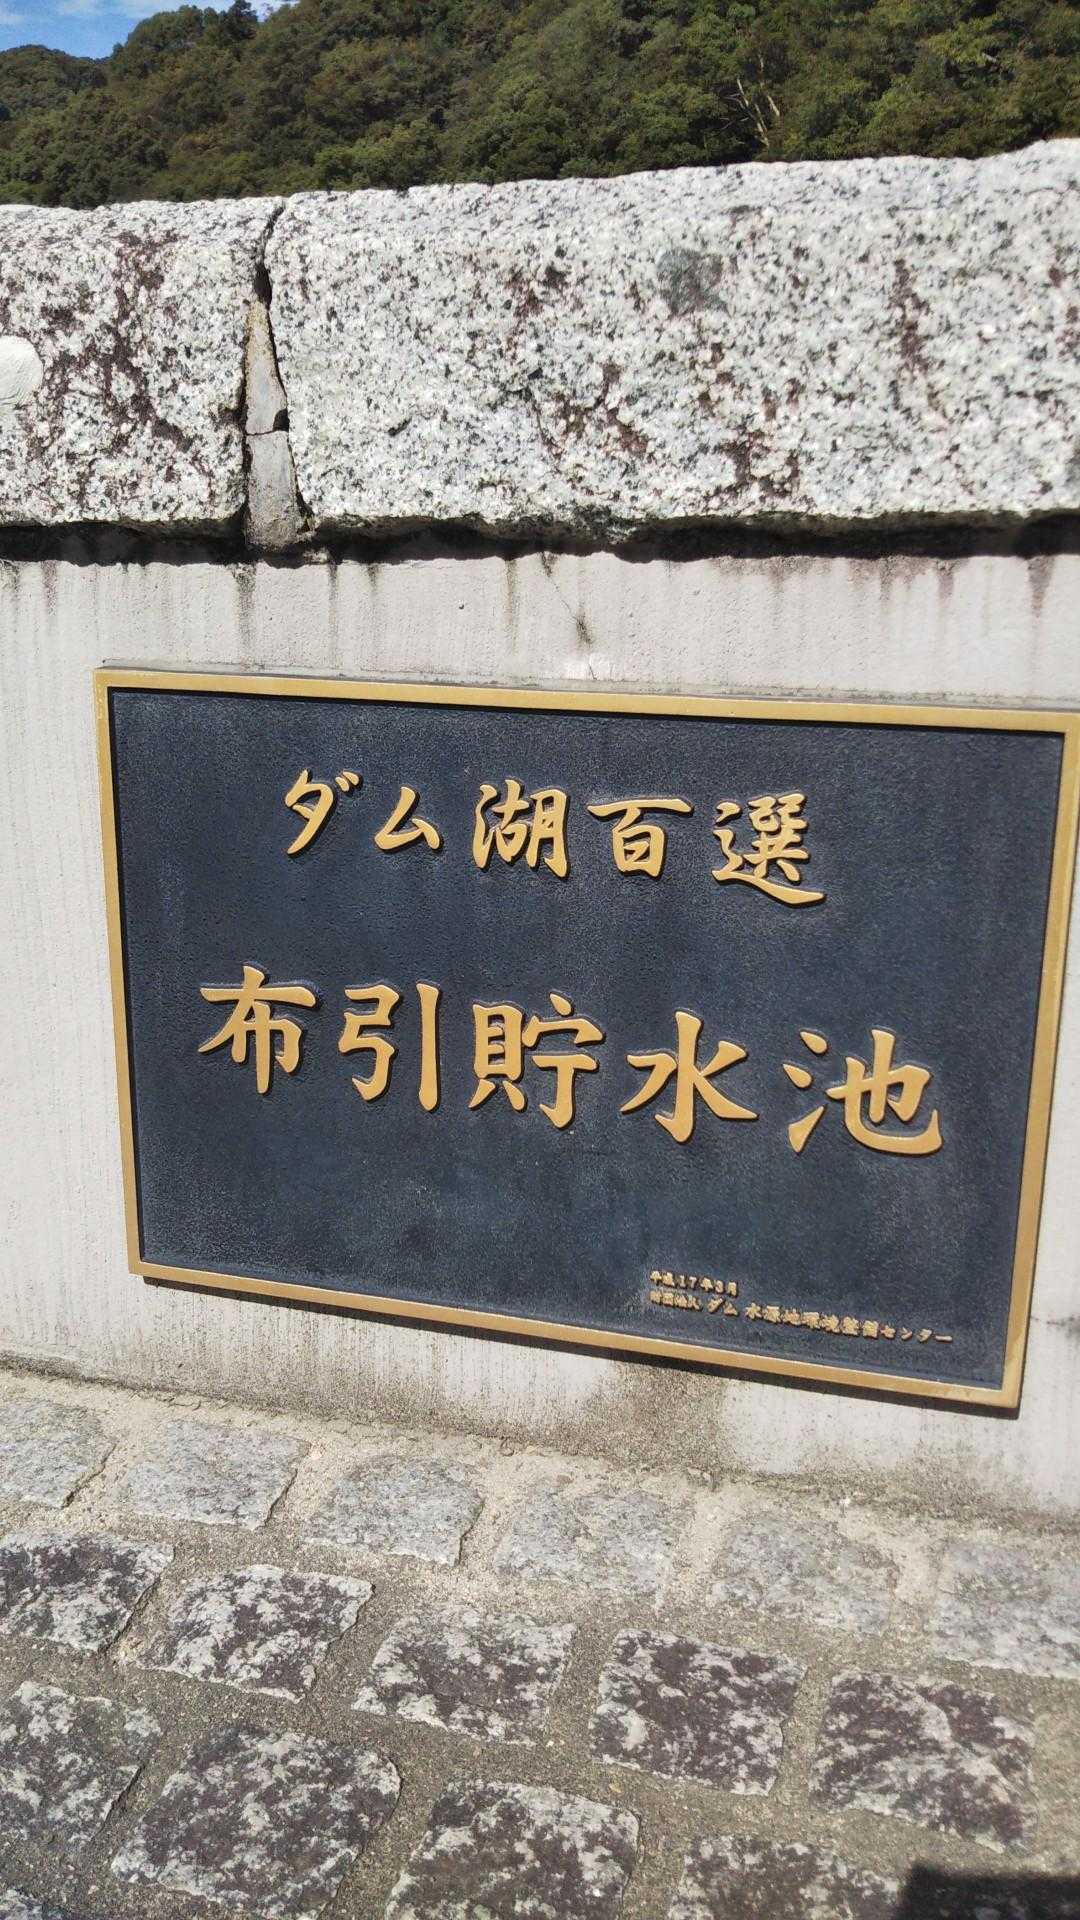 ダム湖百選
布引貯水池
平成17年3月
財団法人 ダム水源地環境整備センター